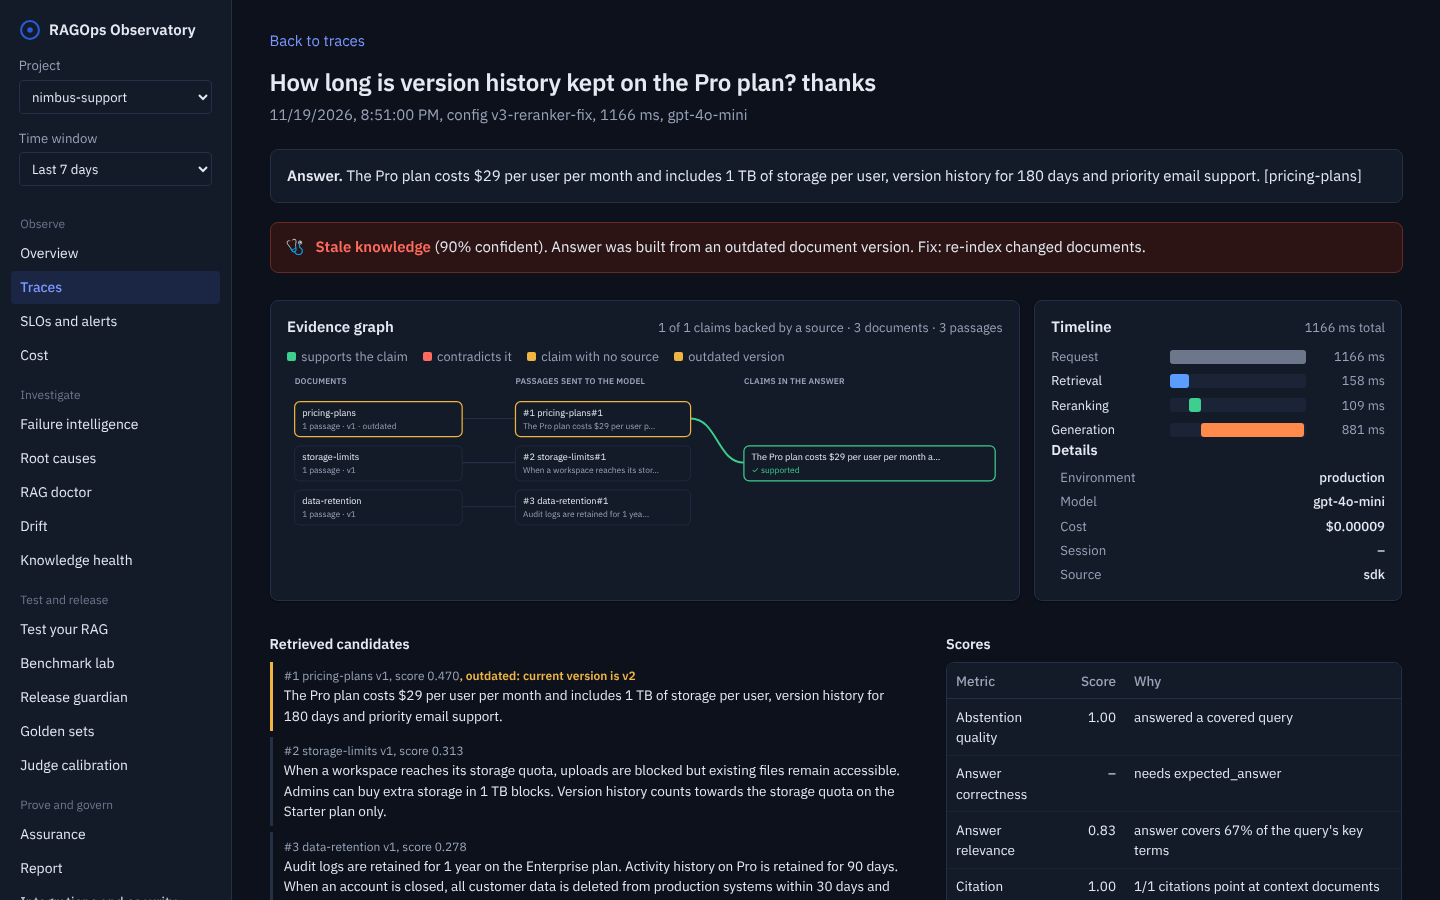 RAGOps Observatory
Project
nimbus-support
Time window
Last 7 days
Observe
Overview
Traces
SLOs and alerts
Cost
Investigate
Failure intelligence
Root causes
RAG doctor
Drift
Knowledge health
Test and release
Test your RAG
Benchmark lab
Release guardian
Golden sets
Judge calibration
Prove and govern
Assurance
Report
Back to traces
How long is version history kept on the Pro plan? thanks
11/19/2026, 8:51:00 PM, config v3-reranker-fix, 1166 ms, gpt-4o-mini
Answer. The Pro plan costs $29 per user per month and includes 1 TB of storage per user, version history for 180 days and priority email support. [pricing-plans]
Stale knowledge (90% confident). Answer was built from an outdated document version. Fix: re-index changed documents.
Evidence graph
1 of 1 claims backed by a source · 3 documents · 3 passages
supports the claim
contradicts it
claim with no source
outdated version
DOCUMENTS
PASSAGES SENT TO THE MODEL
CLAIMS IN THE ANSWER
pricing-plans
1 passage · v1 · outdated
#1 pricing-plans#1
The Pro plan costs $29 per user p...
storage-limits
1 passage · v1
#2 storage-limits#1
When a workspace reaches its stor...
The Pro plan costs $29 per user per month a...
✓ supported
data-retention
1 passage · v1
#3 data-retention#1
Audit logs are retained for 1 yea...
Timeline
1166 ms total
Request 1166 ms
Retrieval 158 ms
Reranking 109 ms
Generation 881 ms
Details
Environment production
Model gpt-4o-mini
Cost $0.00009
Session –
Source sdk
Retrieved candidates
#1 pricing-plans v1, score 0.470, outdated: current version is v2
The Pro plan costs $29 per user per month and includes 1 TB of storage per user, version history for
180 days and priority email support.
#2 storage-limits v1, score 0.313
When a workspace reaches its storage quota, uploads are blocked but existing files remain accessible.
Admins can buy extra storage in 1 TB blocks. Version history counts towards the storage quota on the
Starter plan only.
#3 data-retention v1, score 0.278
Audit logs are retained for 1 year on the Enterprise plan. Activity history on Pro is retained for 90 days.
When an account is closed, all customer data is deleted from production systems within 30 days and
Scores
Metric Score Why
Abstention
quality 1.00 answered a covered query
Answer
correctness – needs expected_answer
Answer
relevance 0.83 answer covers 67% of the query's key
terms
Citation 1.00 1/1 citations point at context documents